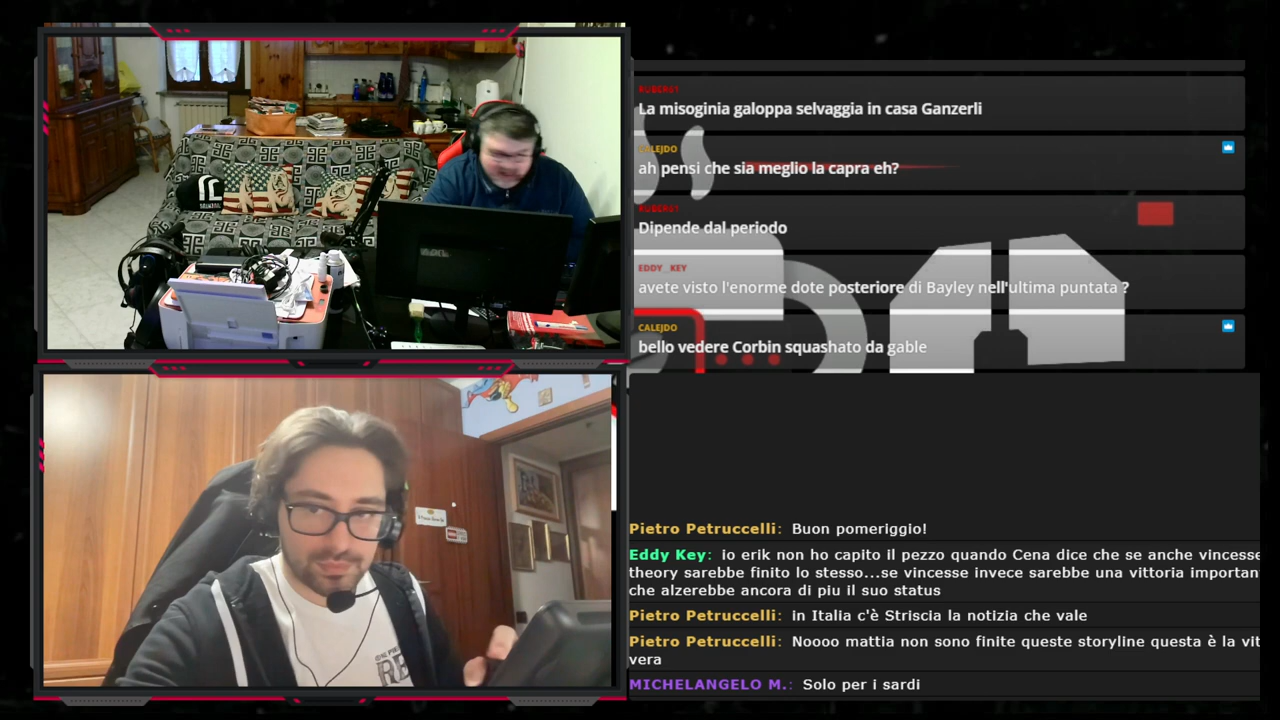 RUBER61
La misoginia galoppa selvaggia in casa Ganzerli
CALEJDO
ah pensi che sia meglio la capra eh?
RUBER61
Dipende dal periodo
EDDY_KEY
avete visto l'enorme dote posteriore di Bayley nell'ultima puntata ?
CALEJDO
bello vedere Corbin squashato da gable
Pietro Petruccelli: Buon pomeriggio!
Eddy Key: io erik non ho capito il pezzo quando Cena dice che se anche vincesse
theory sarebbe finito lo stesso...se vincesse invece sarebbe una vittoria importan
che alzerebbe ancora di piu il suo status
Pietro Petruccelli: in Italia c'è Striscia la notizia che vale
Pietro Petruccelli: Noooo mattia non sono finite queste storyline questa è la vit
vera
MICHELANGELO M.: Solo per i sardi